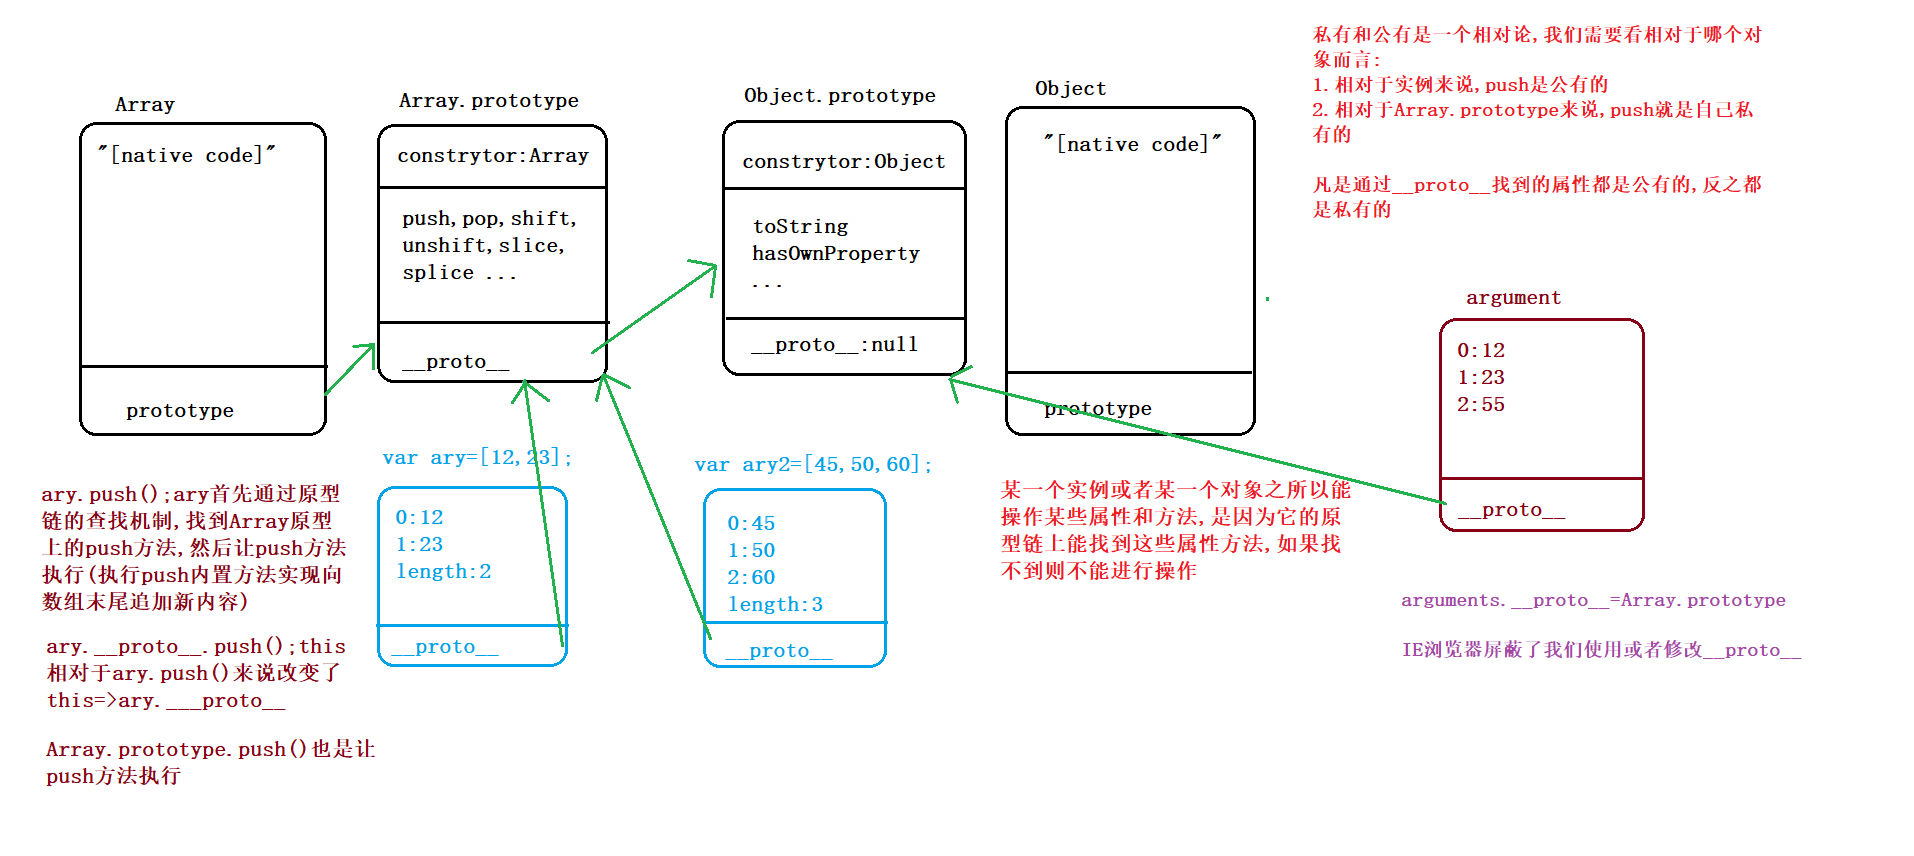 Array
"[native code]"
prototype
Array.prototype
construtor:Array
push,pop,shift,
unshift,slice,
splice ...
__proto__
Object.prototype
construtor:Object
toString
hasOwnProperty
...
__proto__:null
Object
"[native code]"
prototype
私有和公有是一个相对论,我们需要看相对于哪个对
象而言:
1.相对于实例来说,push是公有的
2.相对于Array.prototype来说,push就是自己私
有的
凡是通过__proto__找到的属性都是公有的,反之都
是私有的
argument
0:12
1:23
2:55
__proto__
var ary=[12,23];
0:12
1:23
length:2
__proto__
var ary2=[45,50,60];
0:45
1:50
2:60
length:3
__proto__
ary.push();ary首先通过原型
链的查找机制,找到Array原型
上的push方法,然后让push方法
执行(执行push内置方法实现向
数组末尾追加新内容)
ary.__proto__.push();this
相对于ary.push()来说改变了
this=>ary.___proto__
Array.prototype.push()也是让
push方法执行
某一个实例或者某一个对象之所以能
操作某些属性和方法,是因为它的原
型链上能找到这些属性方法,如果找
不到则不能进行操作
arguments.__proto__=Array.prototype
IE浏览器屏蔽了我们使用或者修改__proto__